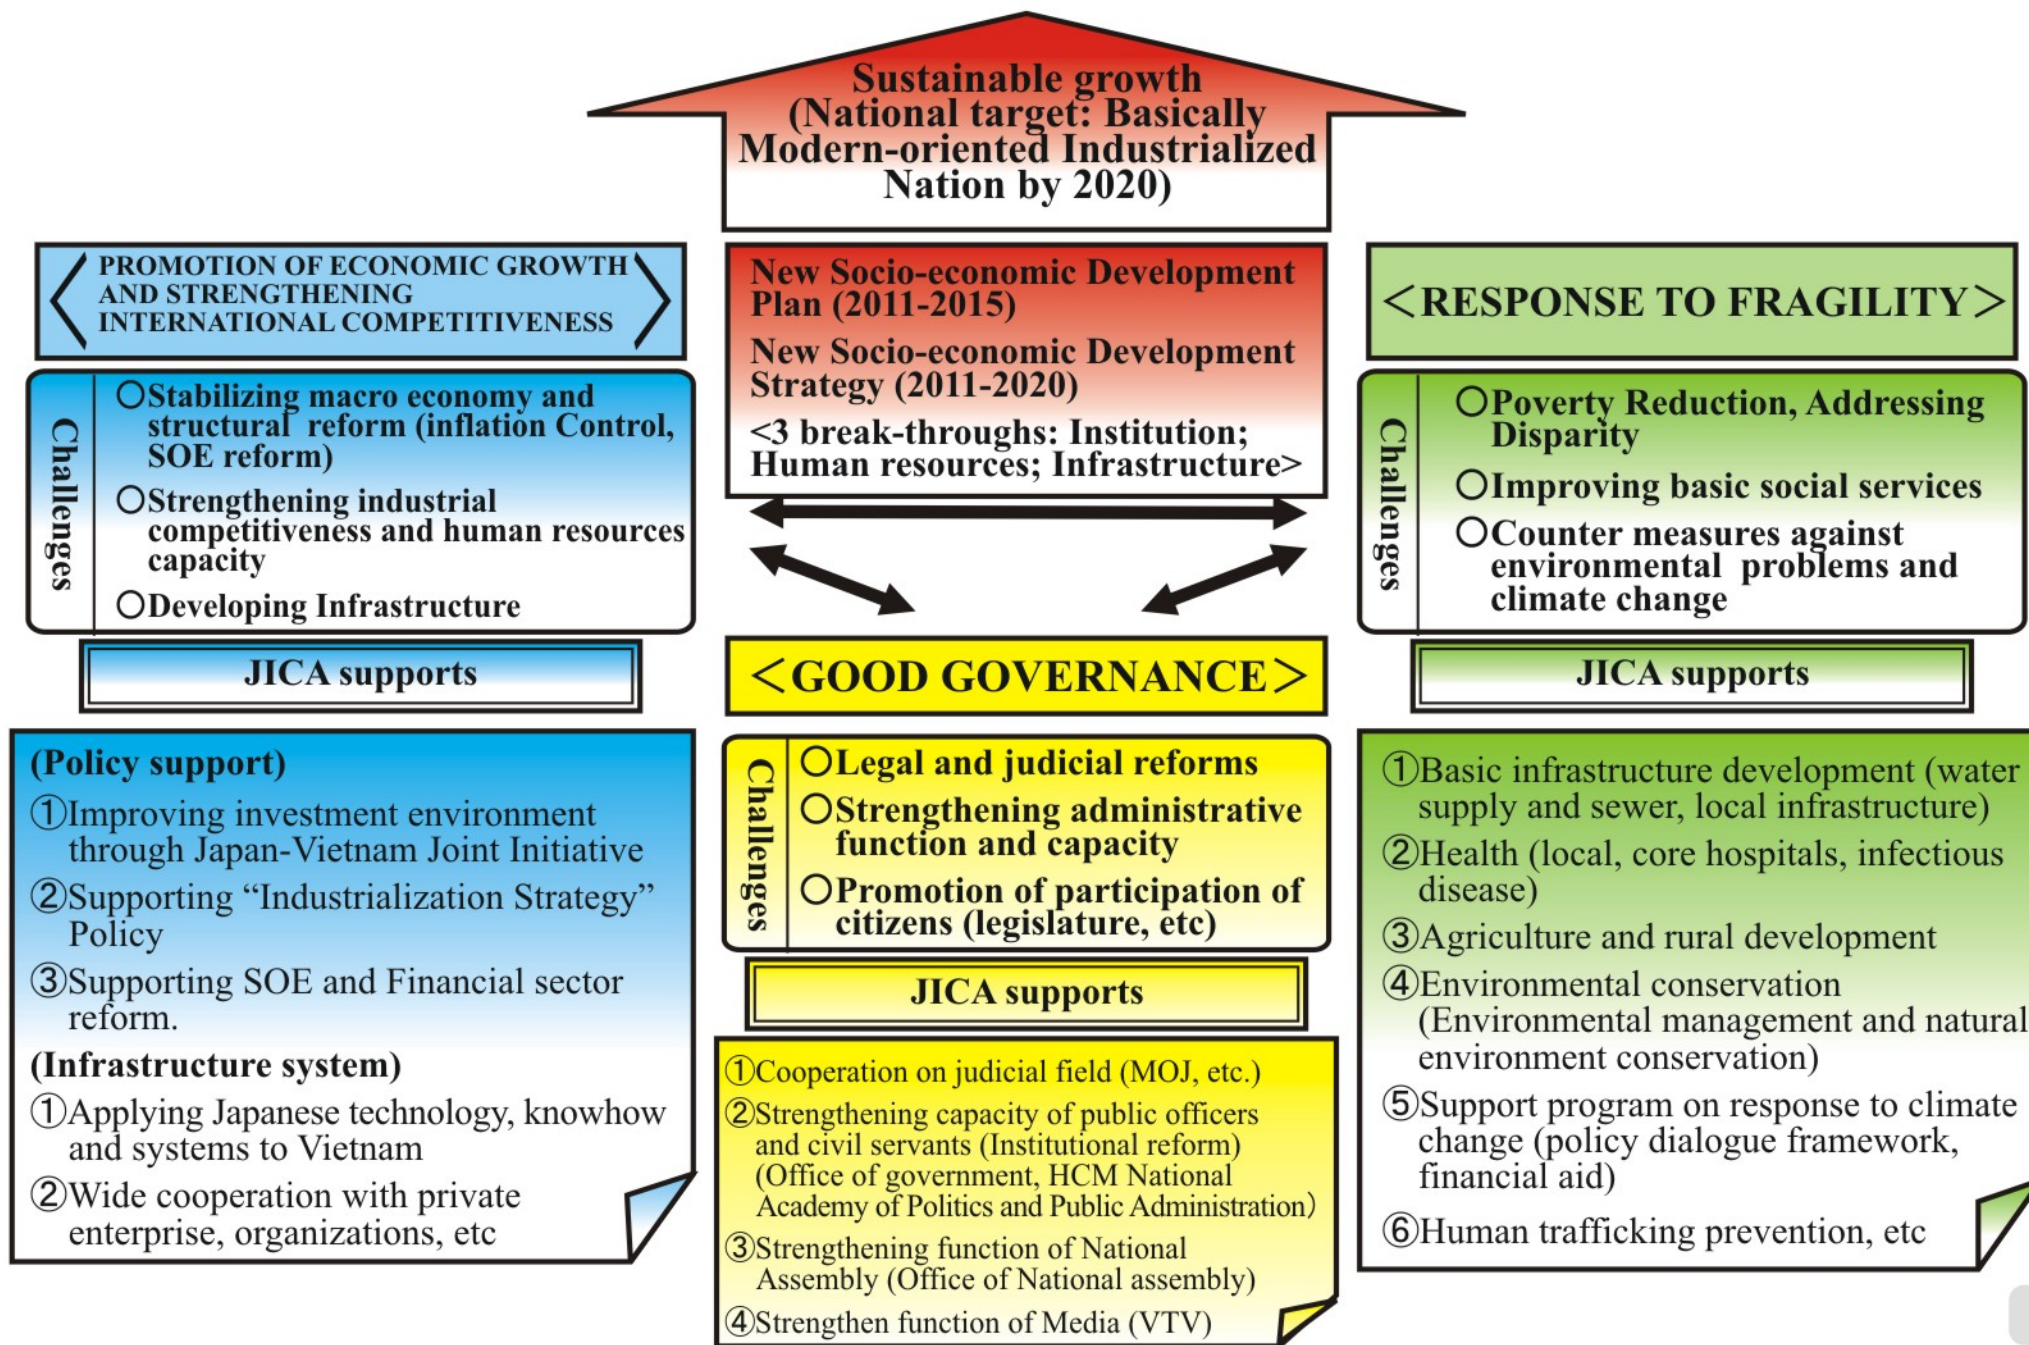 Sustainable growth
(National target: Basically
Modern-oriented Industrialized
Nation by 2020)
PROMOTION OF ECONOMIC GROWTH
AND STRENGTHENING
INTERNATIONAL COMPETITIVENESS
Challenges
○Stabilizing macro economy and
structural reform (inflation Control,
SOE reform)
○Strengthening industrial
competitiveness and human resources
capacity
○Developing Infrastructure
JICA supports
(Policy support)
①Improving investment environment
through Japan-Vietnam Joint Initiative
②Supporting “Industrialization Strategy”
Policy
③Supporting SOE and Financial sector
reform.
(Infrastructure system)
①Applying Japanese technology, knowhow
and systems to Vietnam
②Wide cooperation with private
enterprise, organizations, etc
New Socio-economic Development
Plan (2011-2015)
New Socio-economic Development
Strategy (2011-2020)
<3 break-throughs: Institution;
Human resources; Infrastructure>
<GOOD GOVERNANCE>
Challenges
○Legal and judicial reforms
○Strengthening administrative
function and capacity
○Promotion of participation of
citizens (legislature, etc)
JICA supports
①Cooperation on judicial field (MOJ, etc.)
②Strengthening capacity of public officers
and civil servants (Institutional reform)
(Office of government, HCM National
Academy of Politics and Public Administration)
③Strengthening function of National
Assembly (Office of National assembly)
④Strengthen function of Media (VTV)
<RESPONSE TO FRAGILITY>
Challenges
○Poverty Reduction, Addressing
Disparity
○Improving basic social services
○Counter measures against
environmental problems and
climate change
JICA supports
①Basic infrastructure development (water
supply and sewer, local infrastructure)
②Health (local, core hospitals, infectious
disease)
③Agriculture and rural development
④Environmental conservation
(Environmental management and natural
environment conservation)
⑤Support program on response to climate
change (policy dialogue framework,
financial aid)
⑥Human trafficking prevention, etc